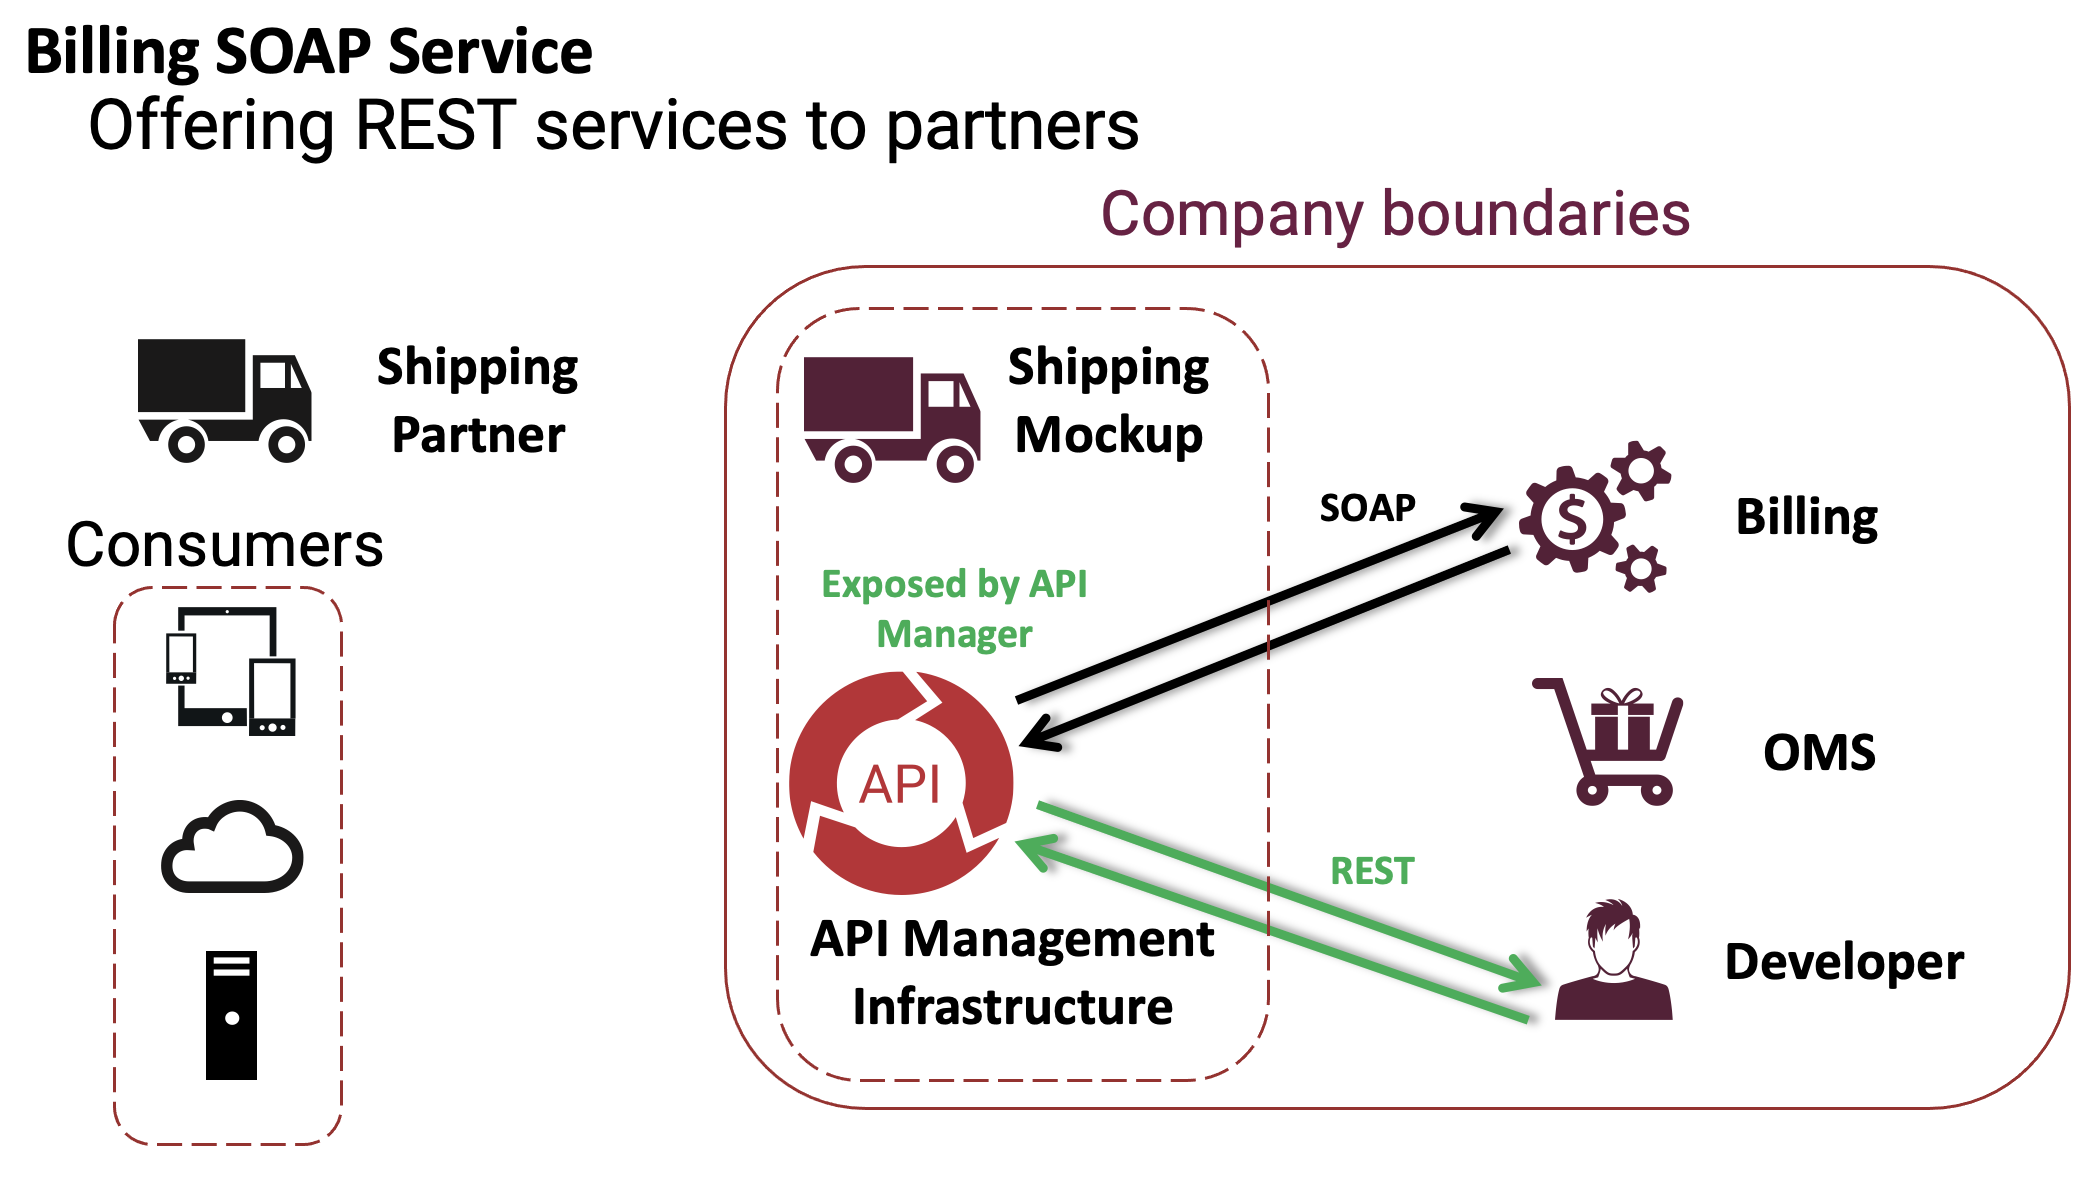 Billing SOAP Service
Offering REST services to partners
Company boundaries
Shipping
Partner
Consumers
Shipping
Mockup
SOAP
Billing
Exposed by API
Manager
API
OMS
REST
API Management
Infrastructure
Developer
$